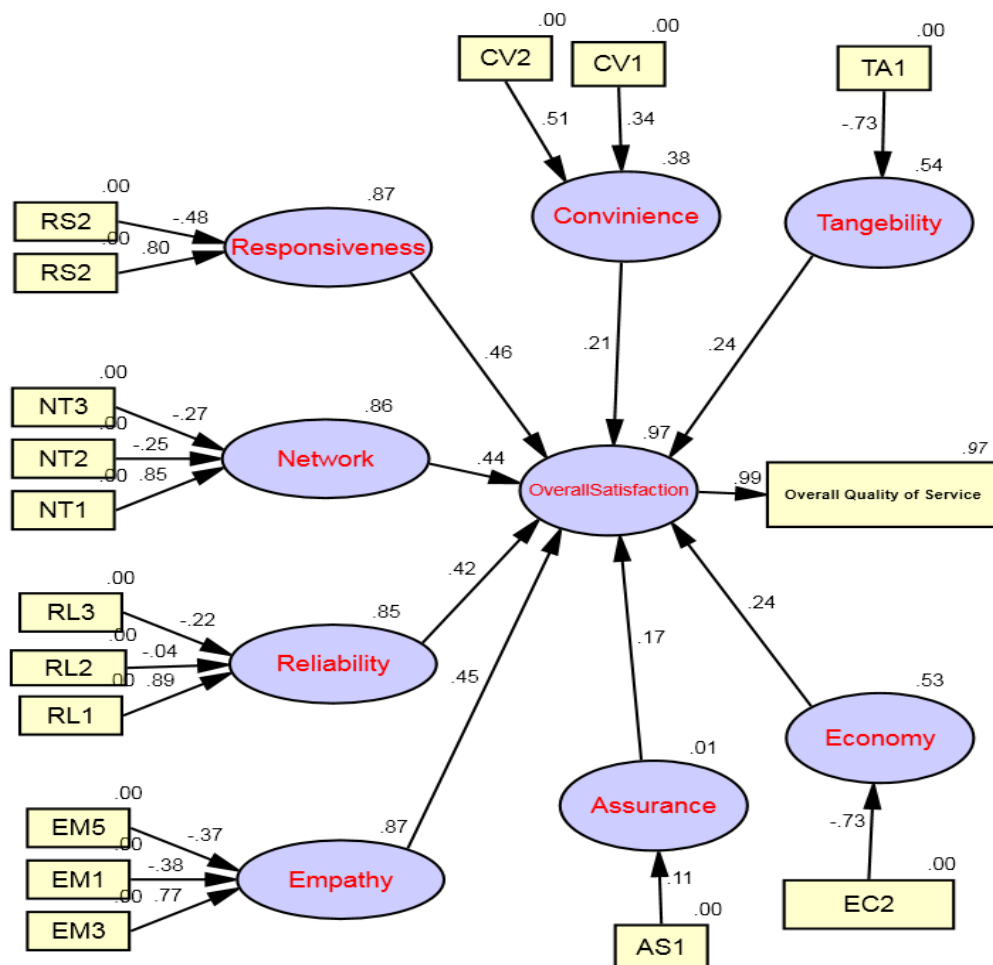 .00
.00
.00
CV2
CV1
TA1
.51
.34
-.73
.38
.54
.00
.87
RS2
-.48
Convinience
Tangebility
.00
.80
Responsiveness
RS2
.46
.21
.24
.00
.86
NT3
-.27
.00
.97
.97
NT2
-.25
Network
.44
.00
.85
OverallSatisfaction
.99
Overall Quality of Service
NT1
.00
.42
.85
RL3
-.22
.24
.00
.17
RL2
-.04
Reliability
.45
.00
.89
.53
RL1
Economy
.01
.00
.87
Assurance
EM5
-.37
.00
-.73
EM1
-.38
Empathy
.00
.77
.11
.00
.00
EM3
EC2
AS1